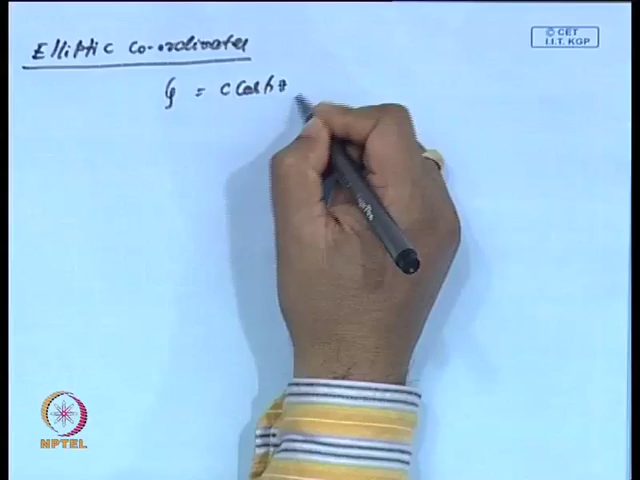 Elliptic Co-ordinates
ζ = c Cosh z
© CET
I.I.T. KGP
NPTEL